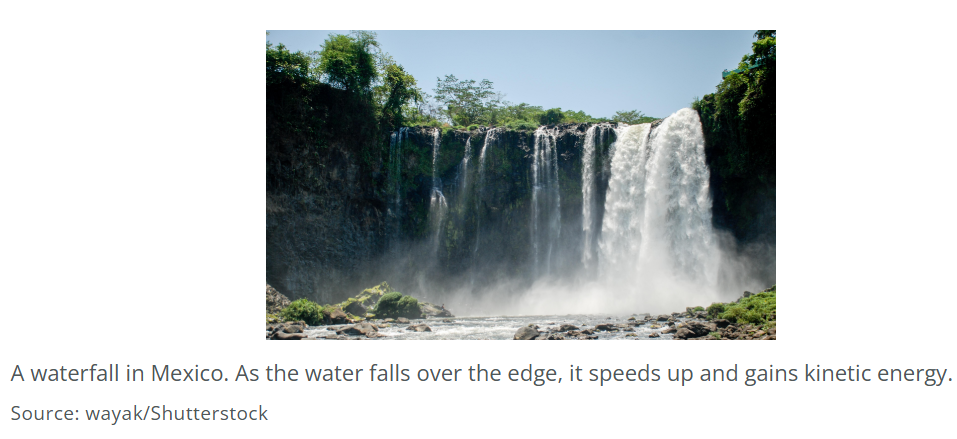 A waterfall in Mexico. As the water falls over the edge, it speeds up and gains kinetic energy.
Source: wayak/Shutterstock